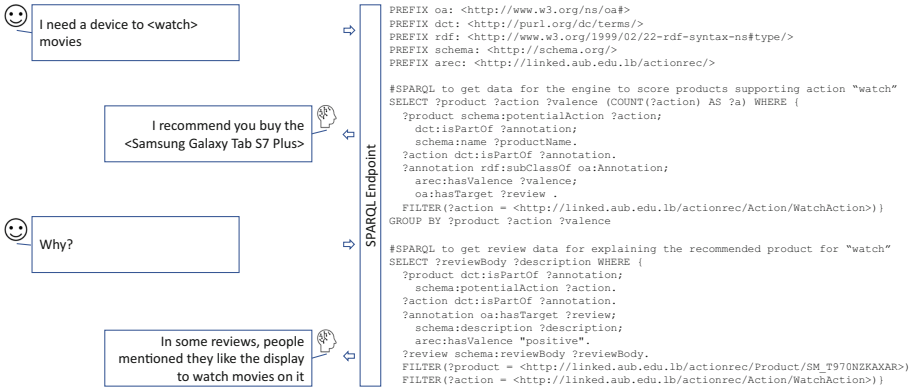 I need a device to <watch>
movies
I recommend you buy the
<Samsung Galaxy Tab S7 Plus>
Why?
In some reviews, people
mentioned they like the display
to watch movies on it
SPARQL Endpoint
PREFIX oa: <http://www.w3.org/ns/oa#>
PREFIX dct: <http://purl.org/dc/terms/>
PREFIX rdf: <http://www.w3.org/1999/02/22-rdf-syntax-ns#type/>
PREFIX schema: <http://schema.org/>
PREFIX arec: <http://linked.aub.edu.lb/actionrec/>
#SPARQL to get data for the engine to score products supporting action “watch”
SELECT ?product ?action ?valence (COUNT(?action) AS ?a) WHERE {
?product schema:potentialAction ?action;
dct:isPartOf ?annotation;
schema:name ?productName.
?action dct:isPartOf ?annotation.
?annotation rdf:subClassOf oa:Annotation;
arec:hasValence ?valence;
oa:hasTarget ?review .
FILTER(?action = <http://linked.aub.edu.lb/actionrec/Action/WatchAction>)}
GROUP BY ?product ?action ?valence
#SPARQL to get review data for explaining the recommended product for “watch”
SELECT ?reviewBody ?description WHERE {
?product dct:isPartOf ?annotation;
schema:potentialAction ?action.
?action dct:isPartOf ?annotation.
?annotation oa:hasTarget ?review;
schema:description ?description;
arec:hasValence "positive".
?review schema:reviewBody ?reviewBody.
FILTER(?product = <http://linked.aub.edu.lb/actionrec/Product/SM_T970NZKAXAR>)
FILTER(?action = <http://linked.aub.edu.lb/actionrec/Action/WatchAction>)}